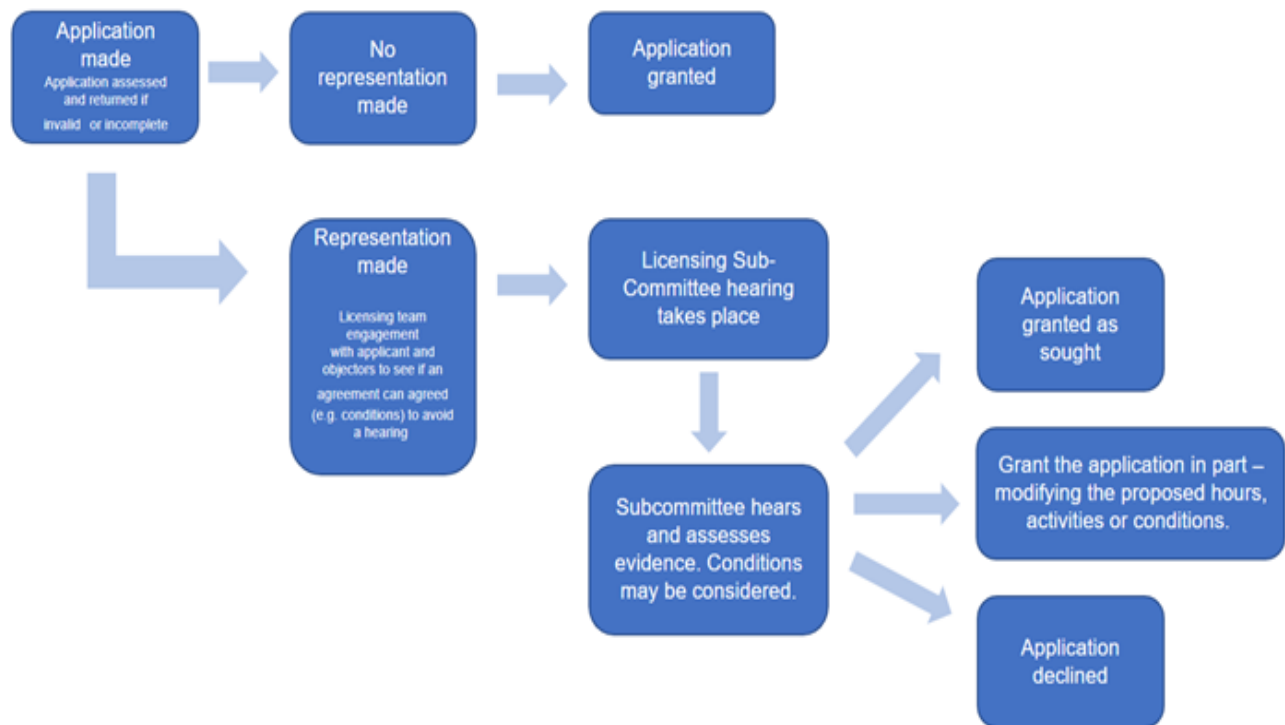 Application
made
Application assessed
and returned if
invalid or incomplete
No
representation
made
Application
granted
Representation
made
Licensing team
engagement
with applicant and
objectors to see if an
agreement can agreed
(e.g. conditions) to avoid
a hearing
Licensing Sub-
Committee hearing
takes place
Subcommittee hears
and assesses
evidence. Conditions
may be considered.
Application
granted as
sought
Grant the application in part –
modifying the proposed hours,
activities or conditions.
Application
declined